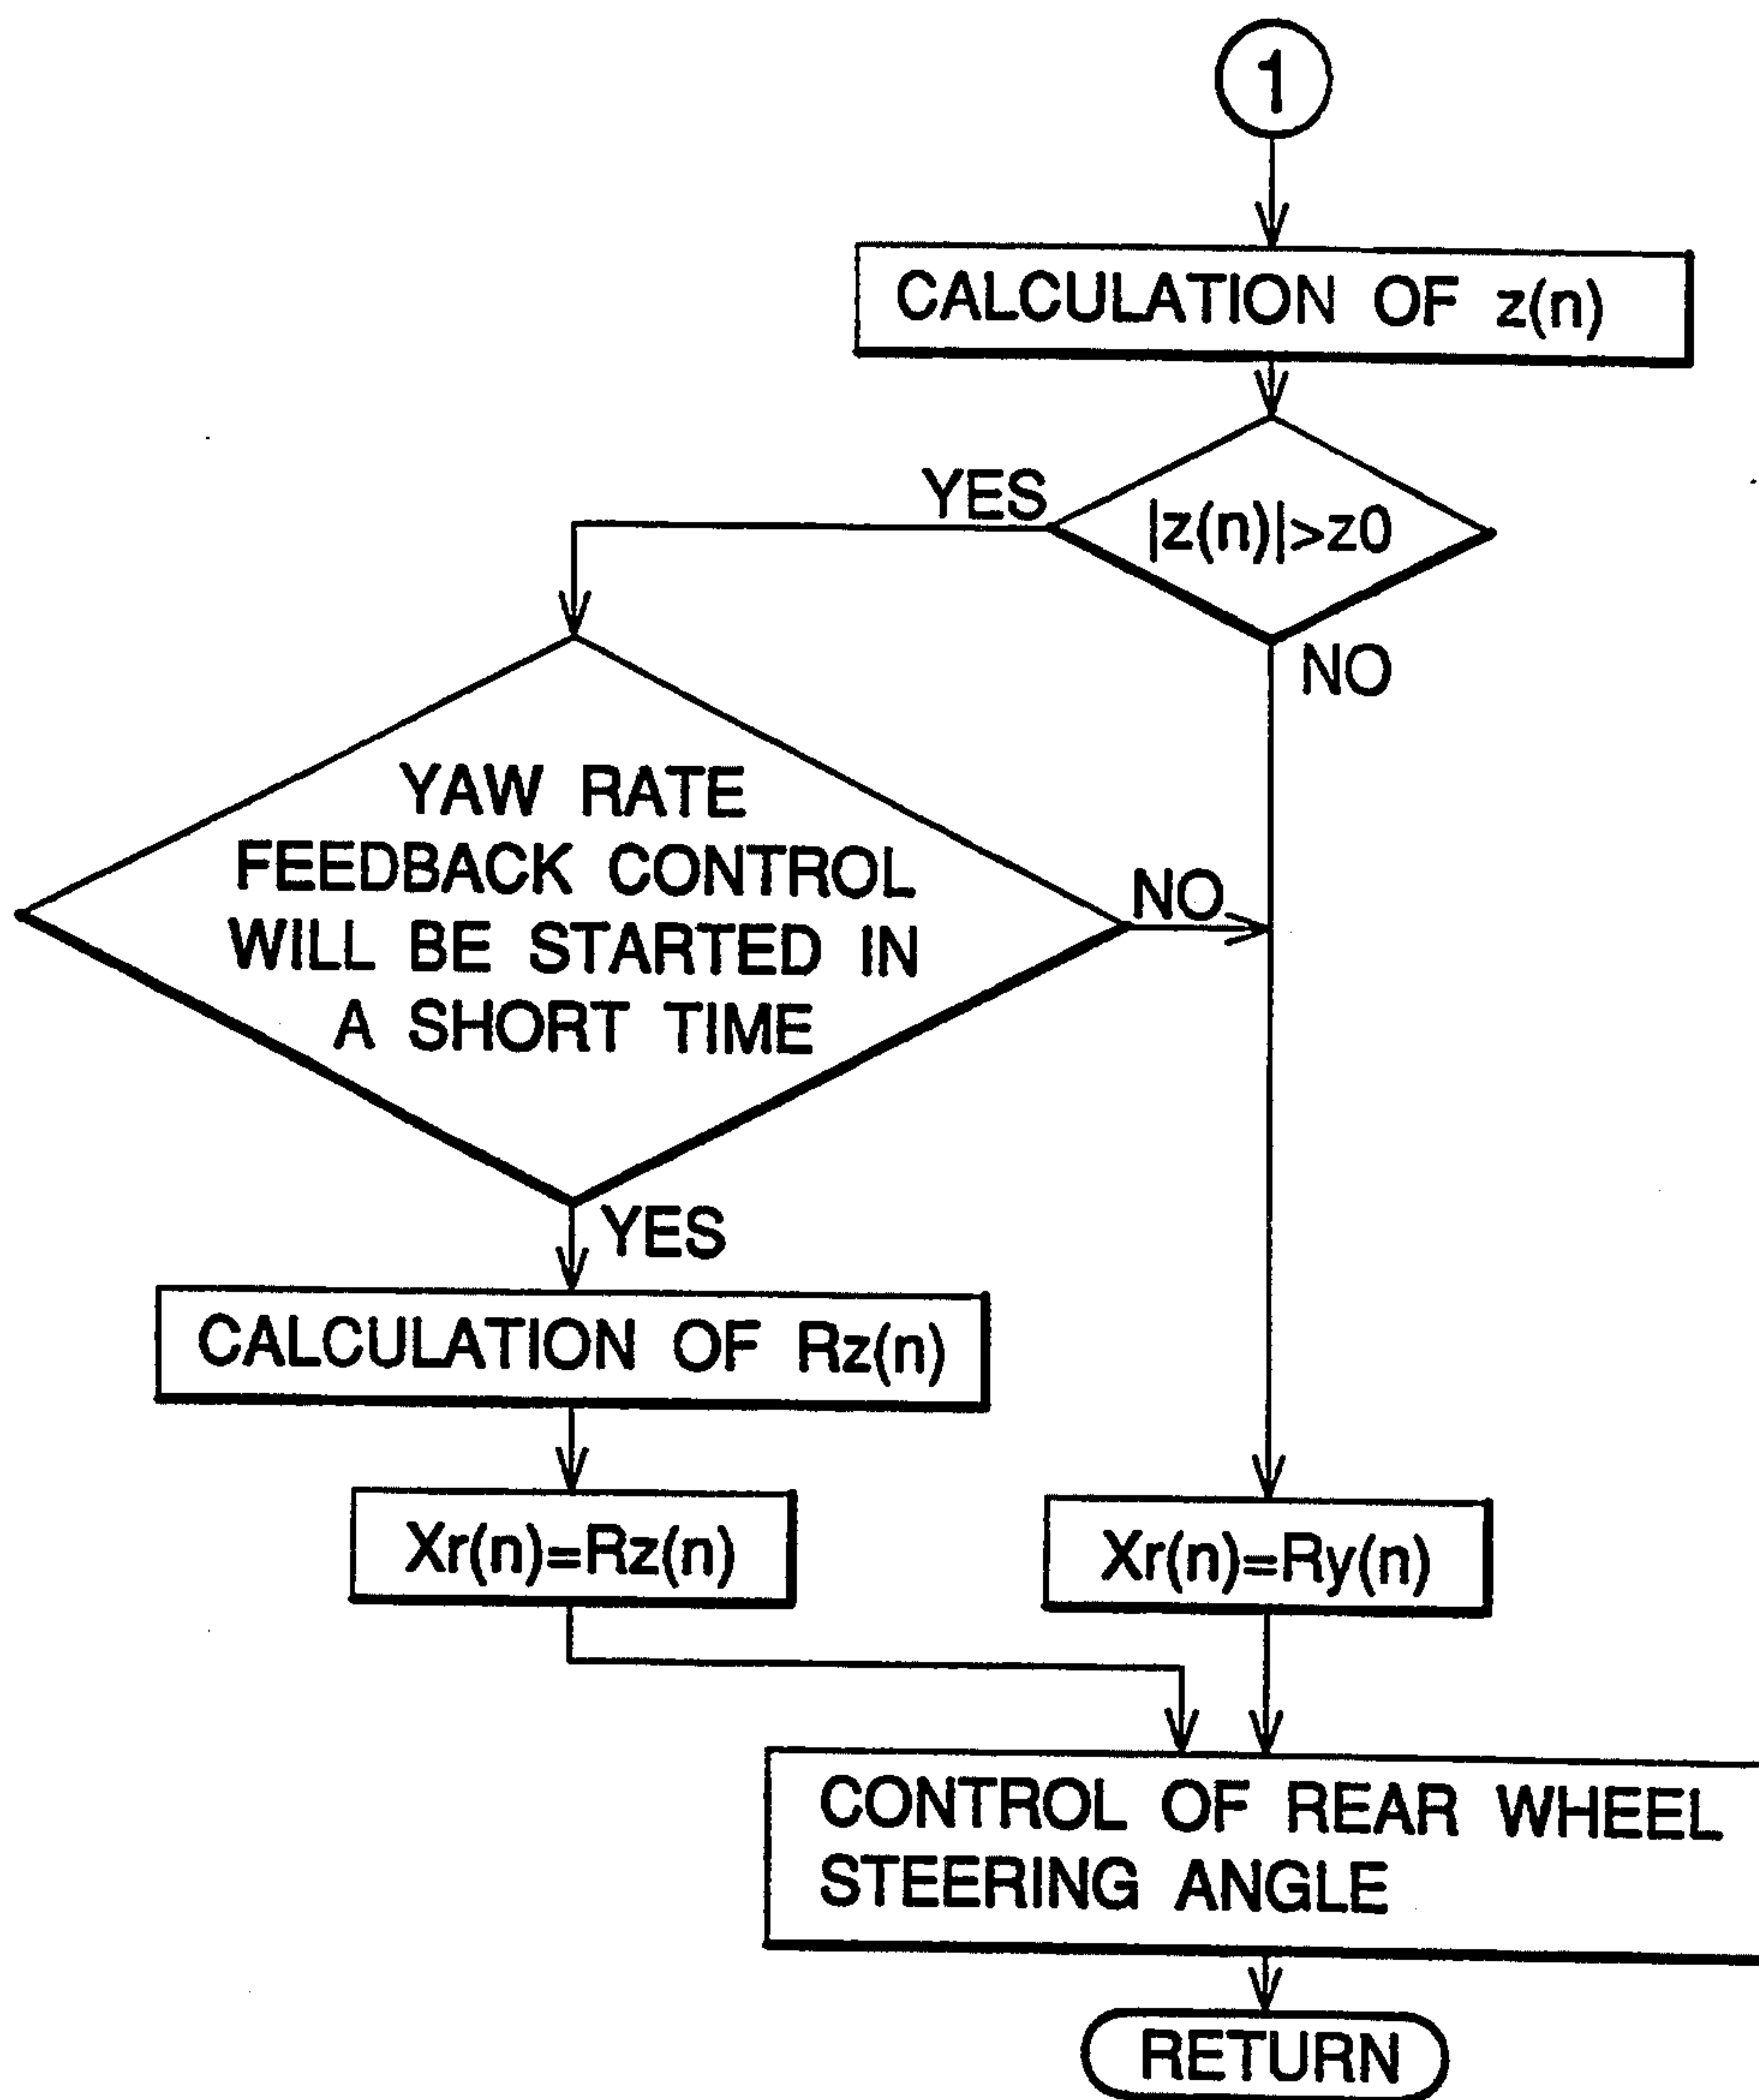 1
CALCULATION OF z(n)
YES
|z(n)|>z0
NO
YAW RATE
FEEDBACK CONTROL
WILL BE STARTED IN
A SHORT TIME
NO
YES
CALCULATION OF Rz(n)
Xr(n)=Rz(n)
Xr(n)=Ry(n)
CONTROL OF REAR WHEEL
STEERING ANGLE
RETURN